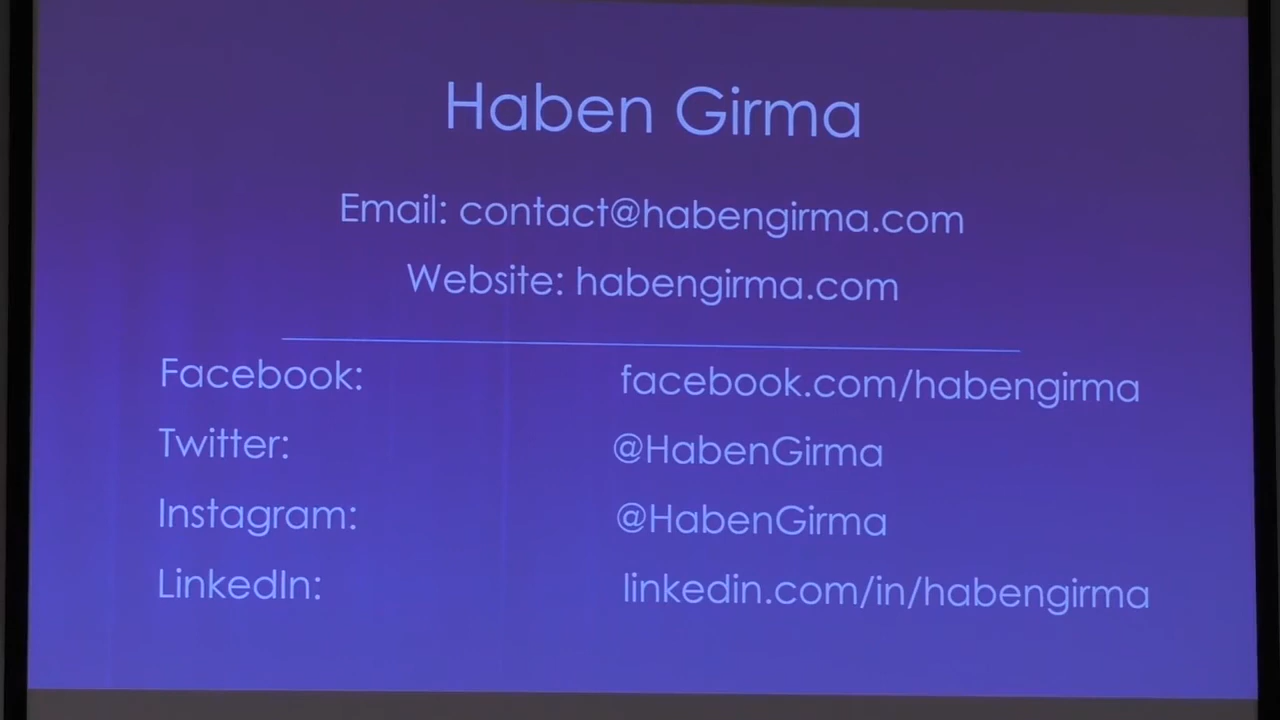 Haben Girma
Email: contact@habengirma.com
Website: habengirma.com
Facebook: facebook.com/habengirma
Twitter: @HabenGirma
Instagram: @HabenGirma
LinkedIn: linkedin.com/in/habengirma